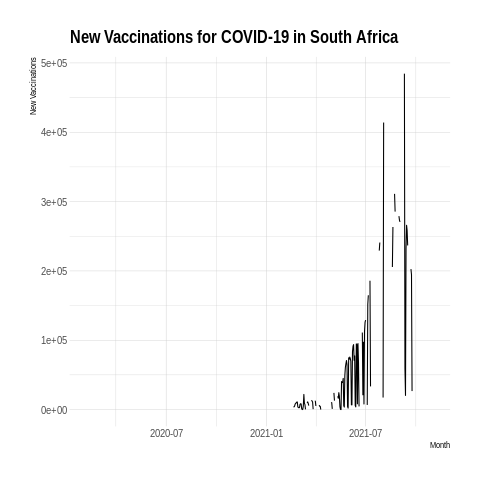 New Vaccinations for COVID-19 in South Africa
New Vaccinations
5e+05
4e+05
3e+05
2e+05
1e+05
0e+00
2020-07
2021-01
2021-07
Month